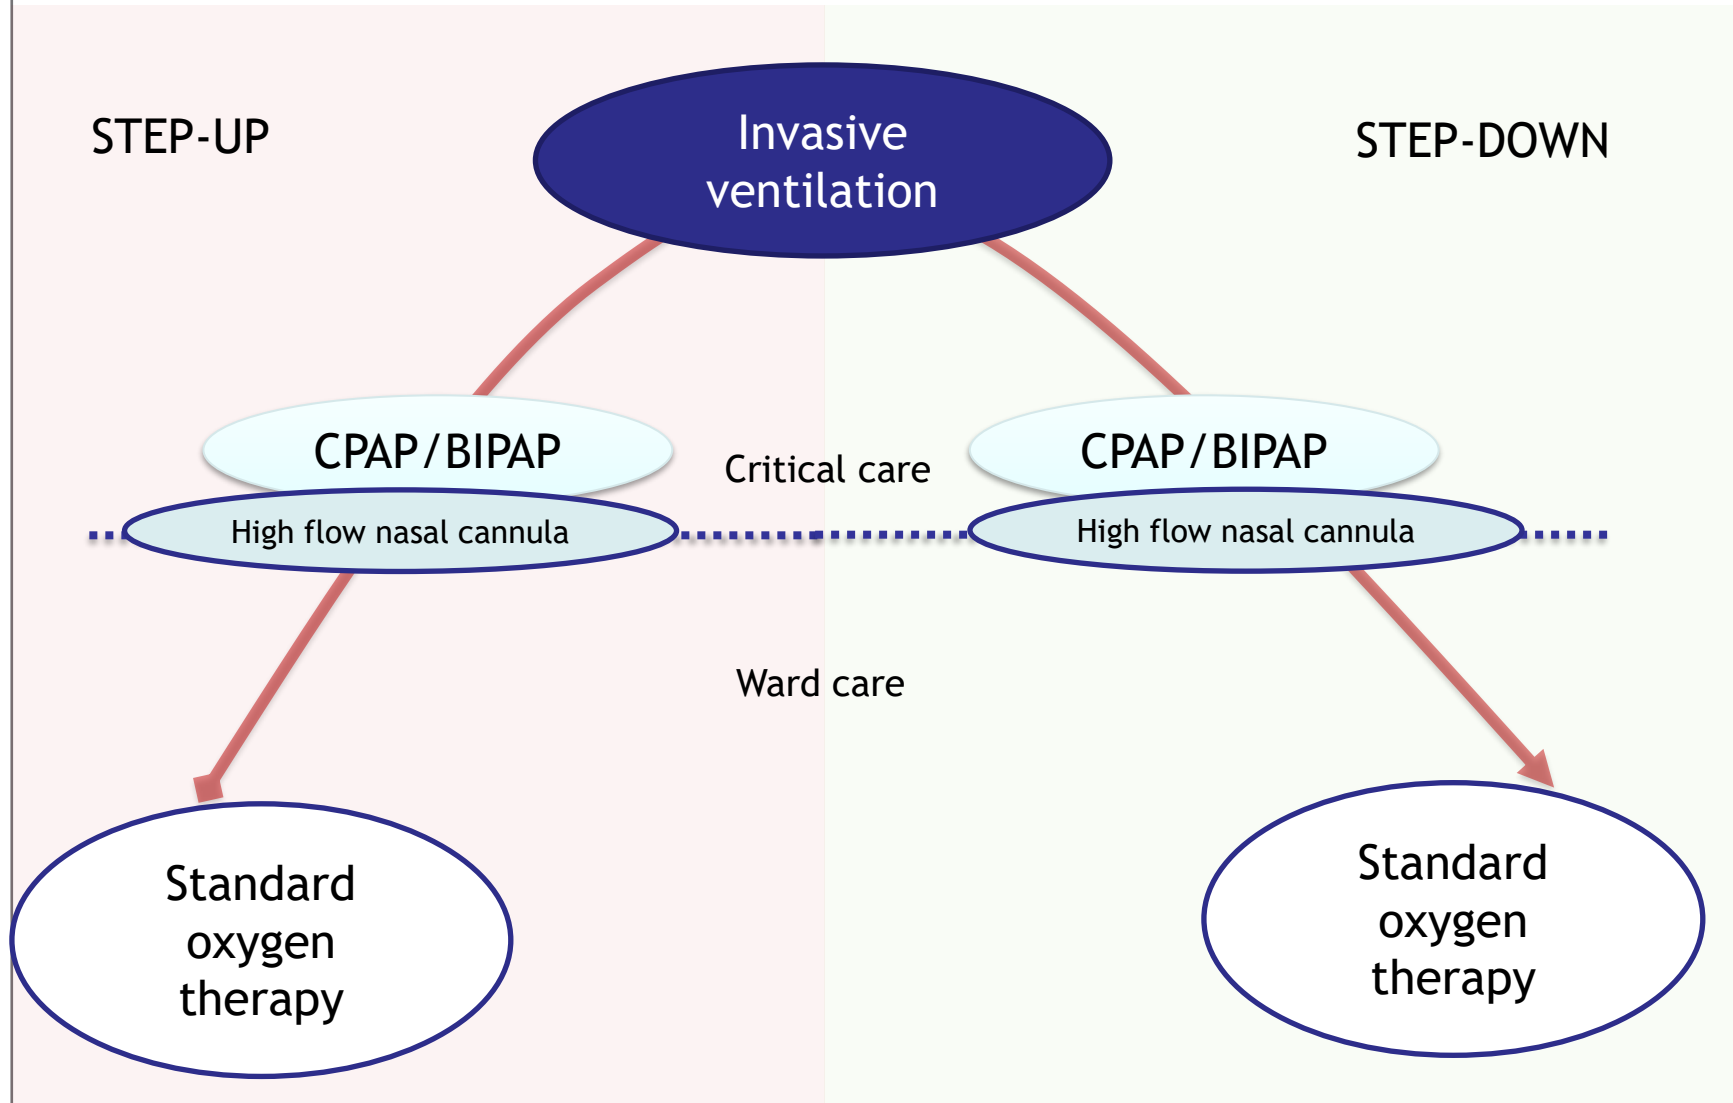 STEP-UP
Invasive
ventilation
STEP-DOWN
CPAP/BIPAP
Critical care
CPAP/BIPAP
High flow nasal cannula
High flow nasal cannula
Ward care
Standard
oxygen
therapy
Standard
oxygen
therapy